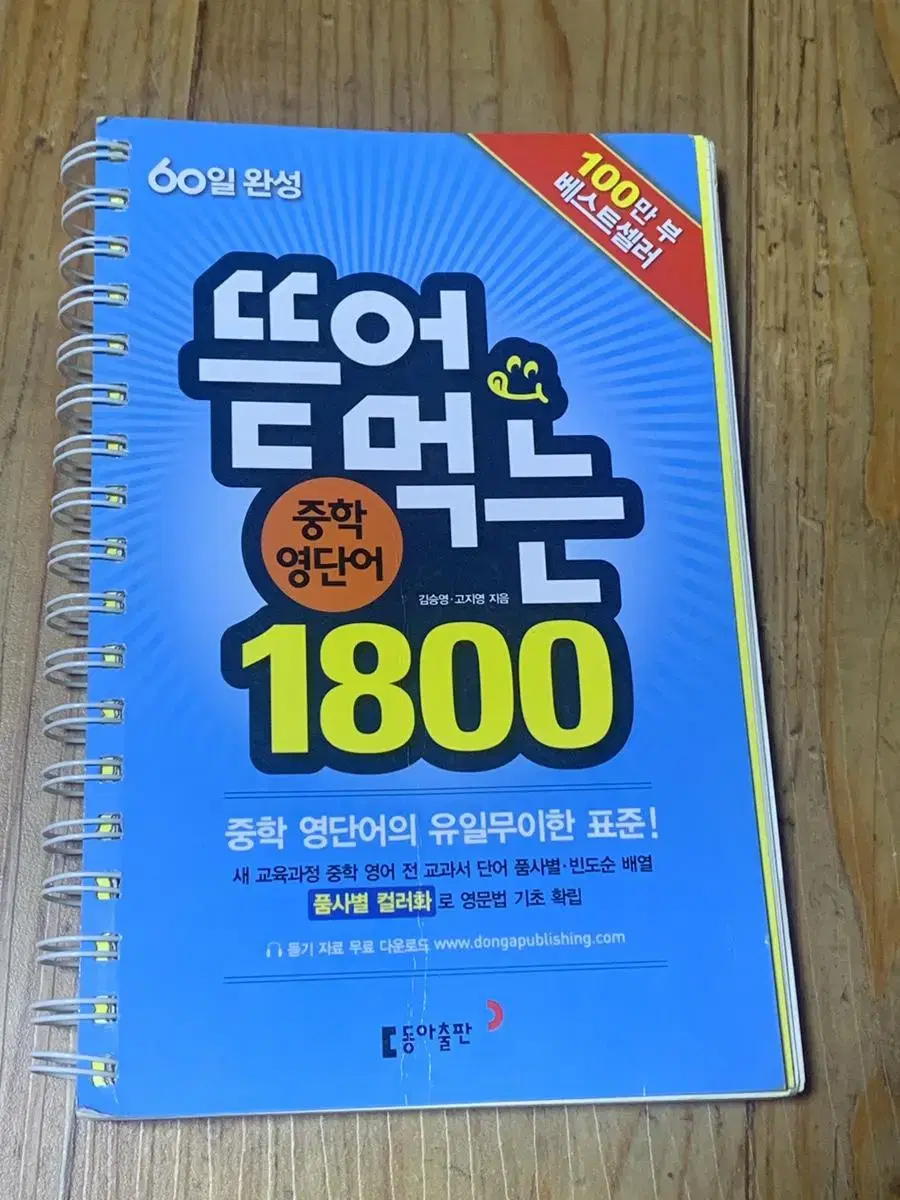 60일 완성
100만 부
베스트셀러
뜯어
먹는
중학
영단어
김승영·고지영 지음
1800
중학 영단어의 유일무이한 표준!
새 교육과정 중학 영어 전 교과서 단어 품사별·빈도순 배열
품사별 컬러화로 영문법 기초 확립
듣기 자료 무료 다운로드 www.dongapublishing.com
동아출판